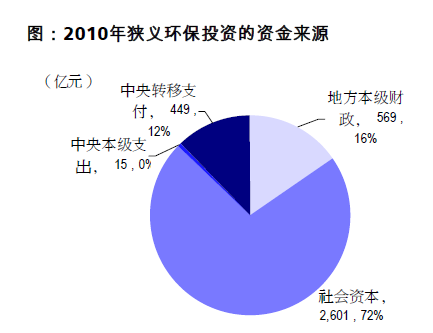 图：2010年狭义环保投资的资金来源
（亿元）
中央转移支
付， 449 ,
12%
地方本级财
政， 569 ,
16%
中央本级支
出， 15 , 0%
社会资本，
2,601 , 72%